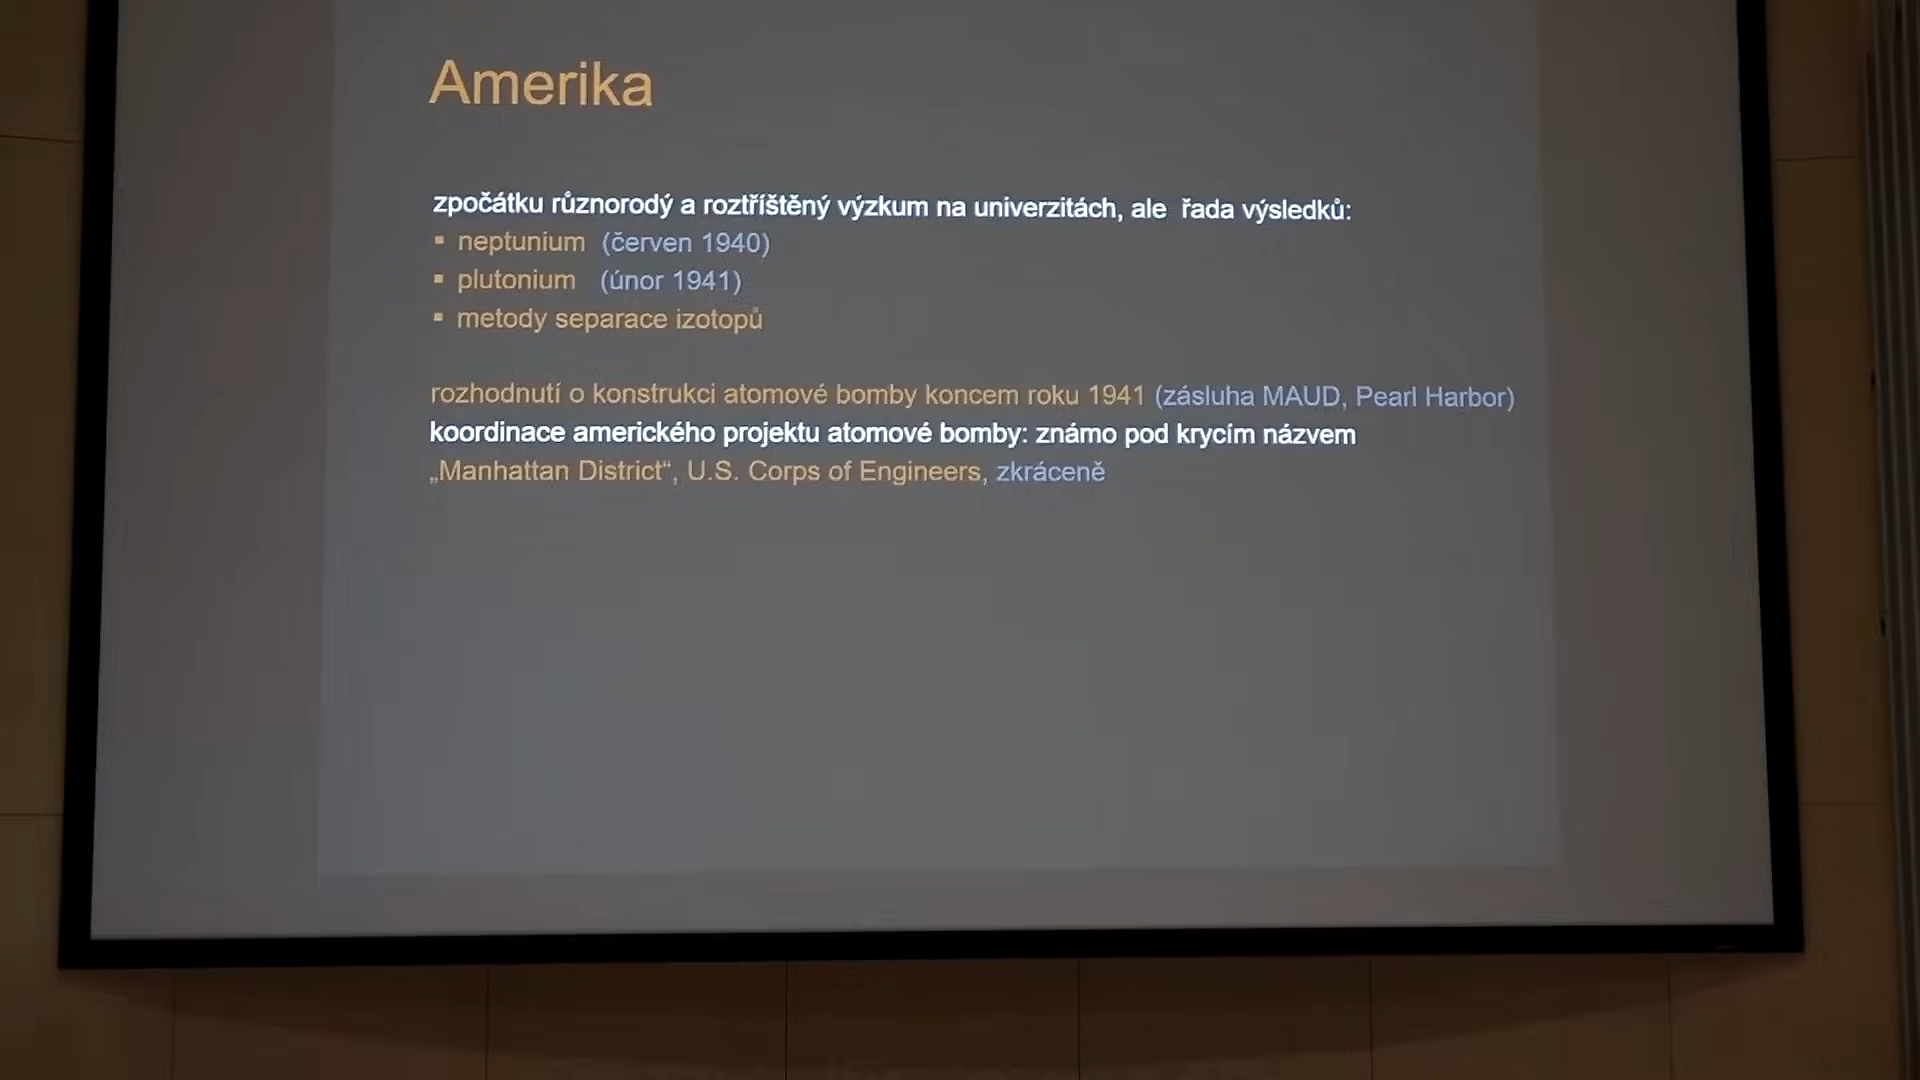 Amerika
zpočátku různorodý a roztříštěný výzkum na univerzitách, ale řada výsledků:
▪ neptunium (červen 1940)
▪ plutonium (únor 1941)
▪ metody separace izotopů
rozhodnutí o konstrukci atomové bomby koncem roku 1941 (zásluha MAUD, Pearl Harbor)
koordinace amerického projektu atomové bomby: známo pod krycím názvem
„Manhattan District“, U.S. Corps of Engineers, zkráceně